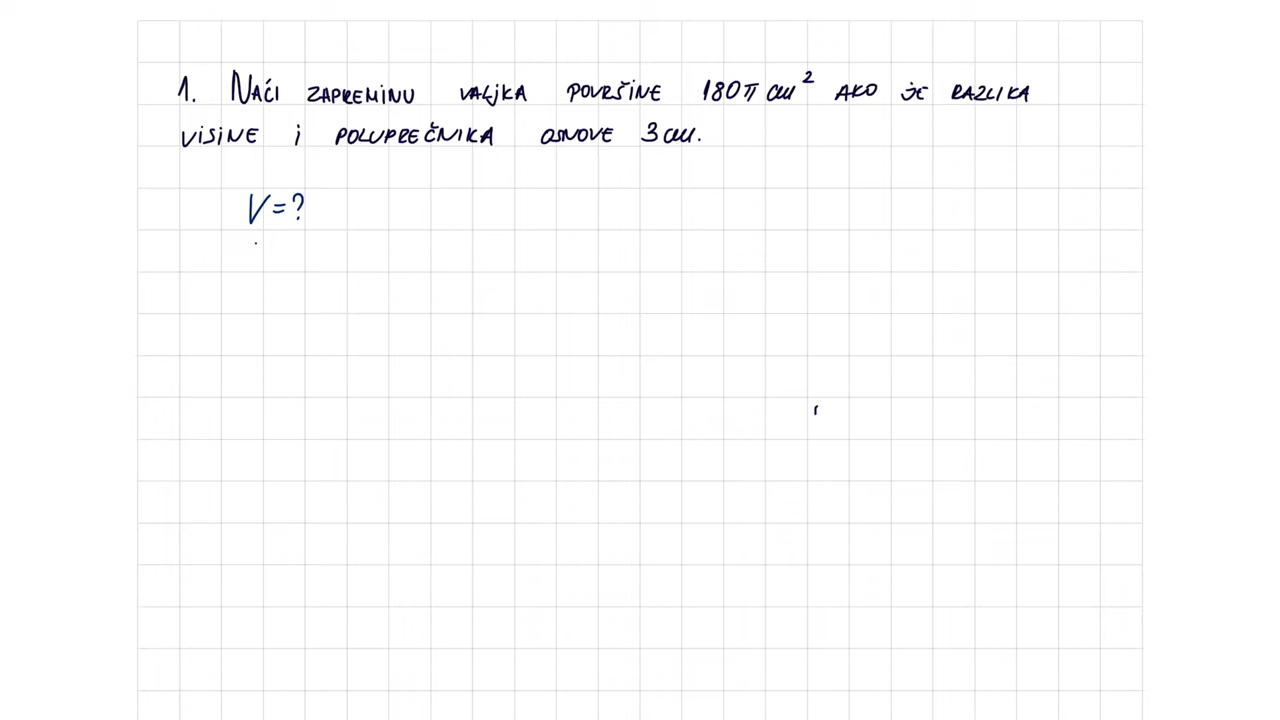 1. NAĆI ZAPREMINU VALJKA POVRŠINE 180π cm² AKO JE RAZLIKA
VISINE i POLUPREČNIKA OSNOVE 3 cm.
V=?